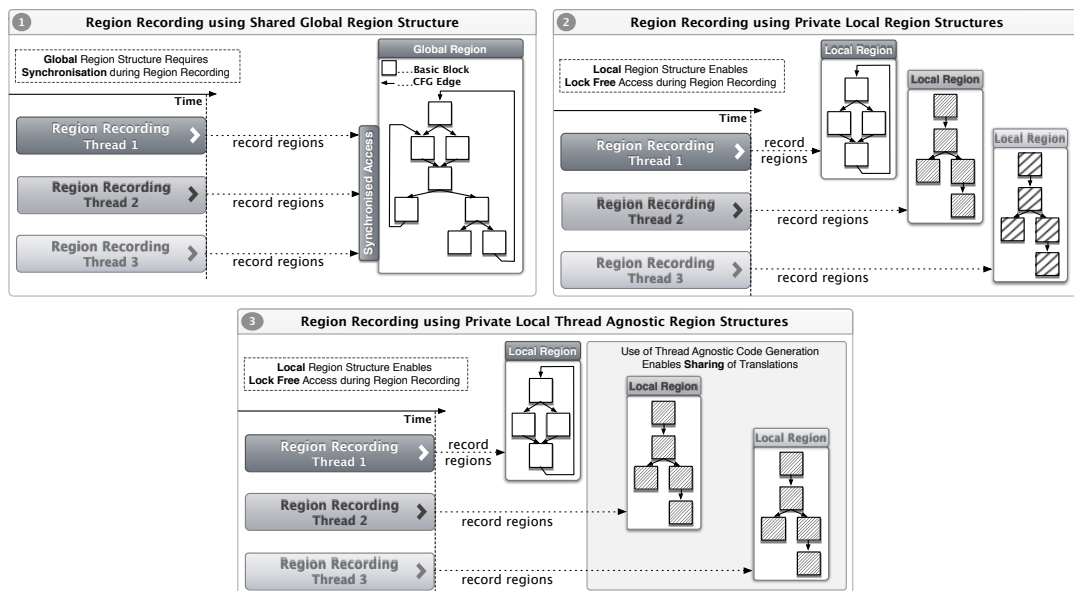 1 Region Recording using Shared Global Region Structure
Global Region Structure Requires
Synchronisation during Region Recording
Global Region
....Basic Block
....CFG Edge
Time
Region Recording
Thread 1
record regions
Region Recording
Thread 2
record regions
Region Recording
Thread 3
record regions
Synchronised Access
2 Region Recording using Private Local Region Structures
Local Region Structure Enables
Lock Free Access during Region Recording
Local Region
Local Region
Local Region
Time
Region Recording
Thread 1
record
regions
Region Recording
Thread 2
record regions
Region Recording
Thread 3
record regions
3 Region Recording using Private Local Thread Agnostic Region Structures
Local Region Structure Enables
Lock Free Access during Region Recording
Local Region
Use of Thread Agnostic Code Generation
Enables Sharing of Translations
Local Region
Local Region
Time
Region Recording
Thread 1
record
regions
Region Recording
Thread 2
record regions
Region Recording
Thread 3
record regions